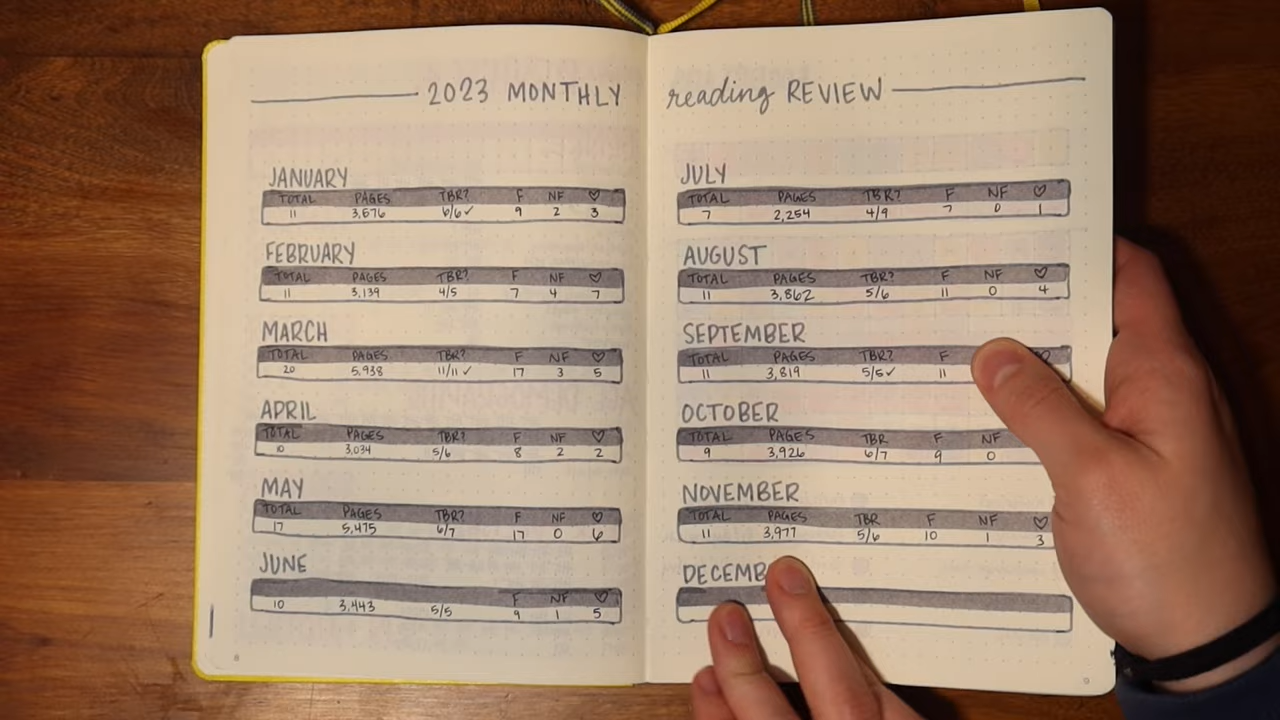 2023 MONTHLY
JANUARY
TOTAL PAGES TBR? F NF ♡
11 3,676 6/6✓ 9 2 3
FEBRUARY
TOTAL PAGES TBR? F NF ♡
11 3,139 4/5 7 4 7
MARCH
TOTAL PAGES TBR? F NF ♡
20 5,938 11/11✓ 17 3 5
APRIL
TOTAL PAGES TBR? F NF ♡
10 3,034 5/6 8 2 2
MAY
TOTAL PAGES TBR? F NF ♡
17 5,475 6/7 17 0 6
JUNE
F NF ♡
10 3,443 5/5 9 1 5
8
reading REVIEW
JULY
TOTAL PAGES TBR? F NF ♡
7 2,254 4/9 7 0 1
AUGUST
TOTAL PAGES TBR? F NF ♡
11 3,862 5/6 11 0 4
SEPTEMBER
TOTAL PAGES TBR? F
11 3,819 5/5✓ 11
OCTOBER
TOTAL PAGES TBR F NF
9 3,926 6/7 9 0
NOVEMBER
TOTAL PAGES TBR F NF ♡
11 3,977 5/6 10 1 3
DECEMB
9